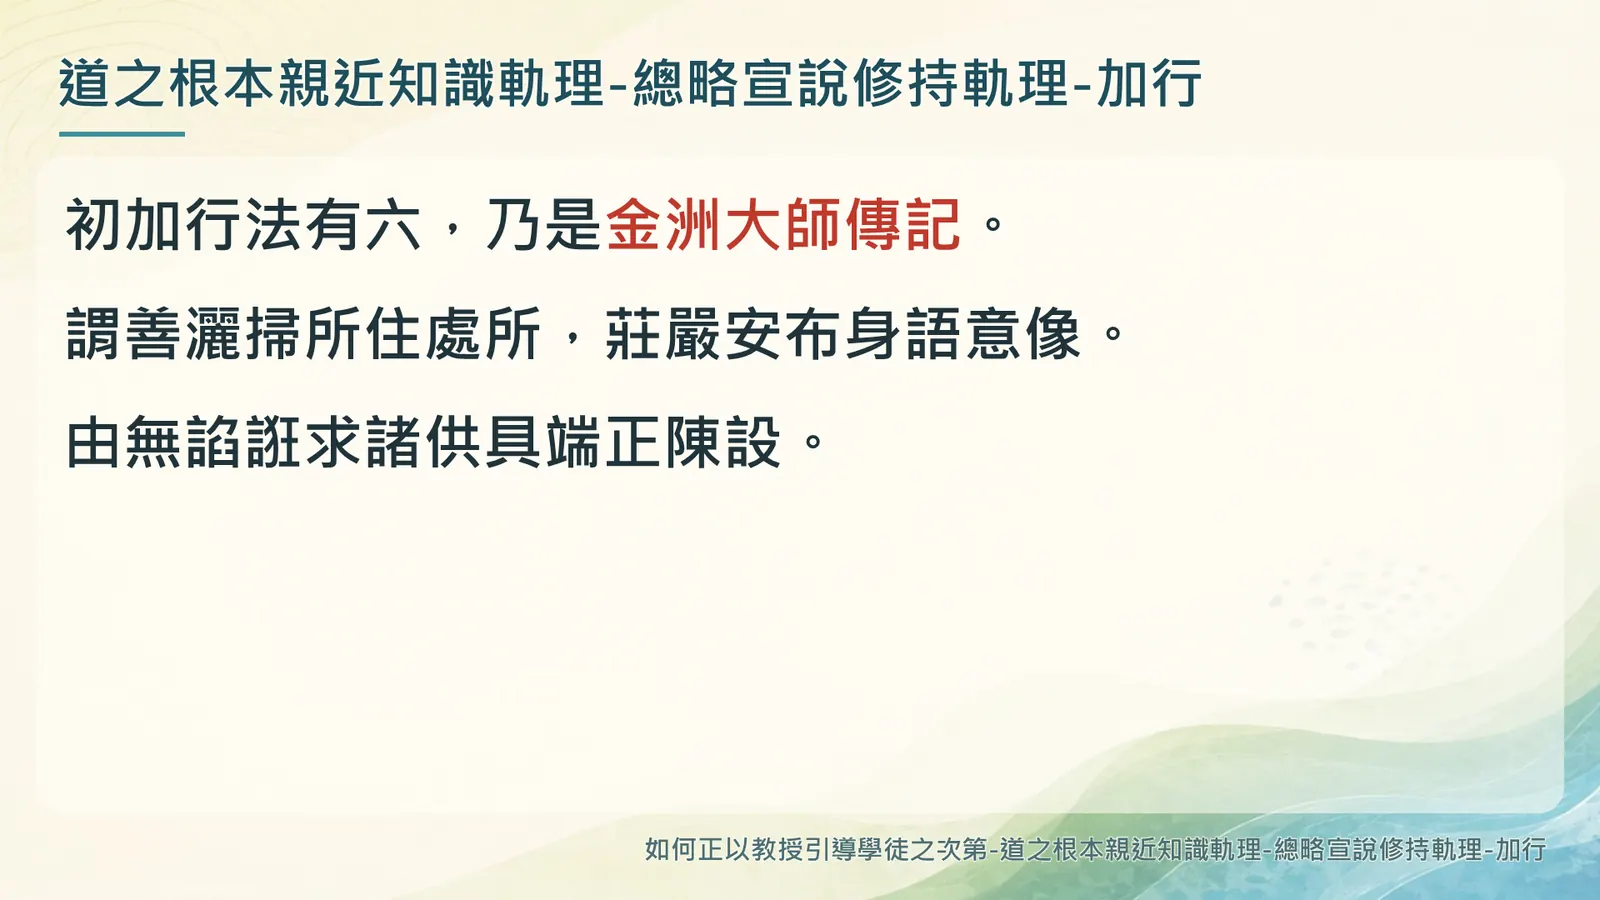 道之根本親近知識軌理-總略宣說修持軌理-加行
初加行法有六，乃是金洲大師傳記。
謂善灑掃所住處所，莊嚴安布身語意像。
由無諂誑求諸供具端正陳設。
如何正以教授引導學徒之次第-道之根本親近知識軌理-總略宣說修持軌理-加行